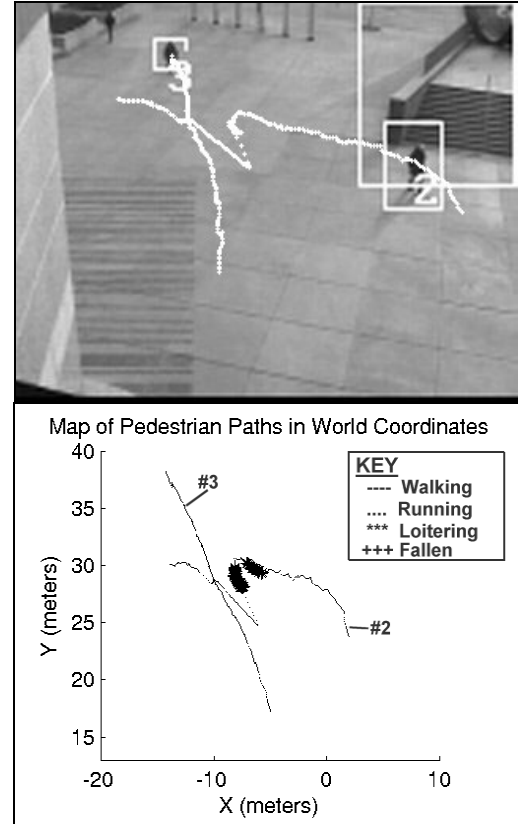 3
2
Map of Pedestrian Paths in World Coordinates
40
35
30
25
20
15
Y (meters)
#3
#2
KEY
---- Walking
.... Running
*** Loitering
+++ Fallen
-20
-10
0
10
X (meters)